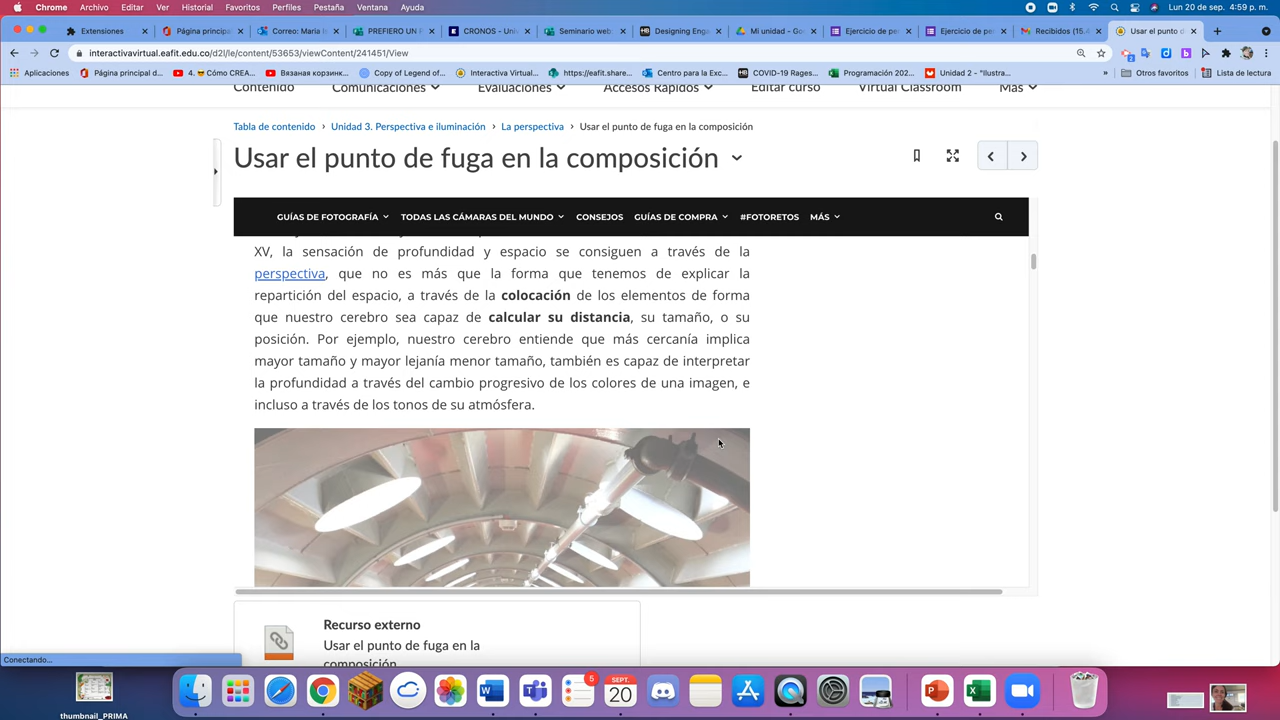 Chrome Archivo Editar Ver Historial Favoritos Perfiles Pestaña Ventana Ayuda Lun 20 de sep. 4:59 p. m.
Extensiones Página principal Correo: Maria PREFIERO UN CRONOS - Univ Seminario web: Designing Eng Mi unidad - Go Ejercicio de pe Ejercicio de pe Recibidos (15.4 Usar el punto d
interactivavirtual.eafit.edu.co/d2l/le/content/53653/viewContent/241451/View
Aplicaciones Página principal d... 4. Cómo CREA... Вязаная корзинк... Copy of Legend of... Interactiva Virtual... https://eafit.share... Centro para la Exc... COVID-19 Rages... Programación 202... Unidad 2 - "Ilustra... » Otros favoritos Lista de lectura
Contenido Comunicaciones Evaluaciones Accesos Rápidos Editar curso Virtual Classroom Más
Tabla de contenido › Unidad 3. Perspectiva e iluminación › La perspectiva › Usar el punto de fuga en la composición
Usar el punto de fuga en la composición
GUÍAS DE FOTOGRAFÍA TODAS LAS CÁMARAS DEL MUNDO CONSEJOS GUÍAS DE COMPRA #FOTORETOS MÁS
XV, la sensación de profundidad y espacio se consiguen a través de la
perspectiva, que no es más que la forma que tenemos de explicar la
repartición del espacio, a través de la colocación de los elementos de forma
que nuestro cerebro sea capaz de calcular su distancia, su tamaño, o su
posición. Por ejemplo, nuestro cerebro entiende que más cercanía implica
mayor tamaño y mayor lejanía menor tamaño, también es capaz de interpretar
la profundidad a través del cambio progresivo de los colores de una imagen, e
incluso a través de los tonos de su atmósfera.
Recurso externo
Usar el punto de fuga en la
composición
Conectando...
5
SEPT.
20
thumbnail_PRIMA